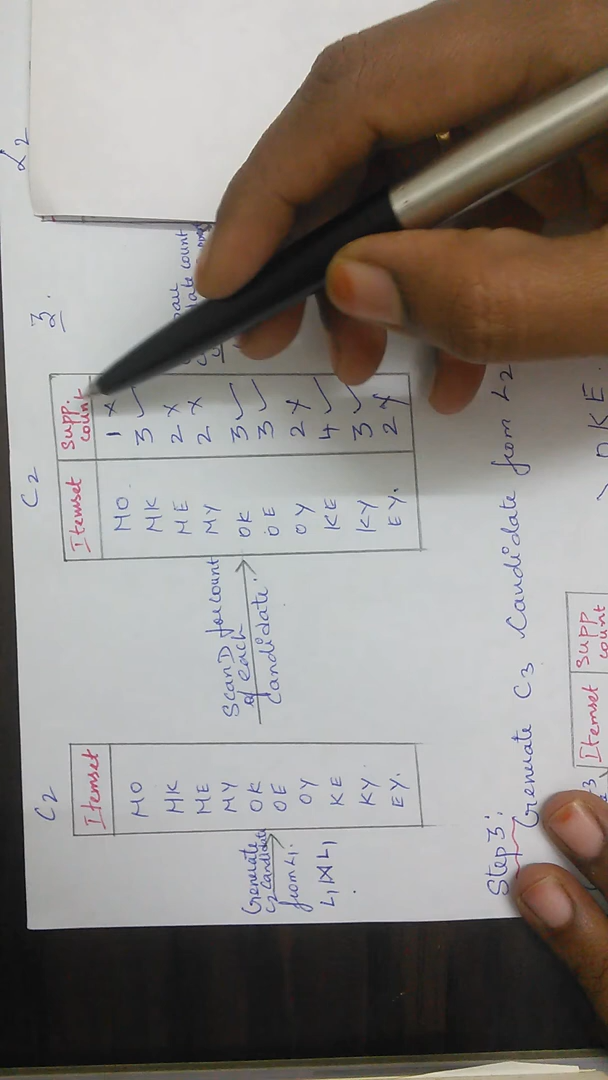 C2
Itemset
MO
MK
ME
MY
OK
OE
OY
KE
KY
EY.
Generate
C2 candidate
from L1.
L1 ⋈ L1
Scan D for count
of each
Candidate.
C2
Itemset Supp. count
MO. 1 ×
MK 3 ✓
ME 2 ×
MY 2 ×
OK 3 ✓
OE 3 ✓
OY 2 ×
KE 4 ✓
KY 3 ✓
EY. 2 ×
3.
count
L2
Step 3:
Generate C3 Candidate from L2
Itemset Supp count
OKE.